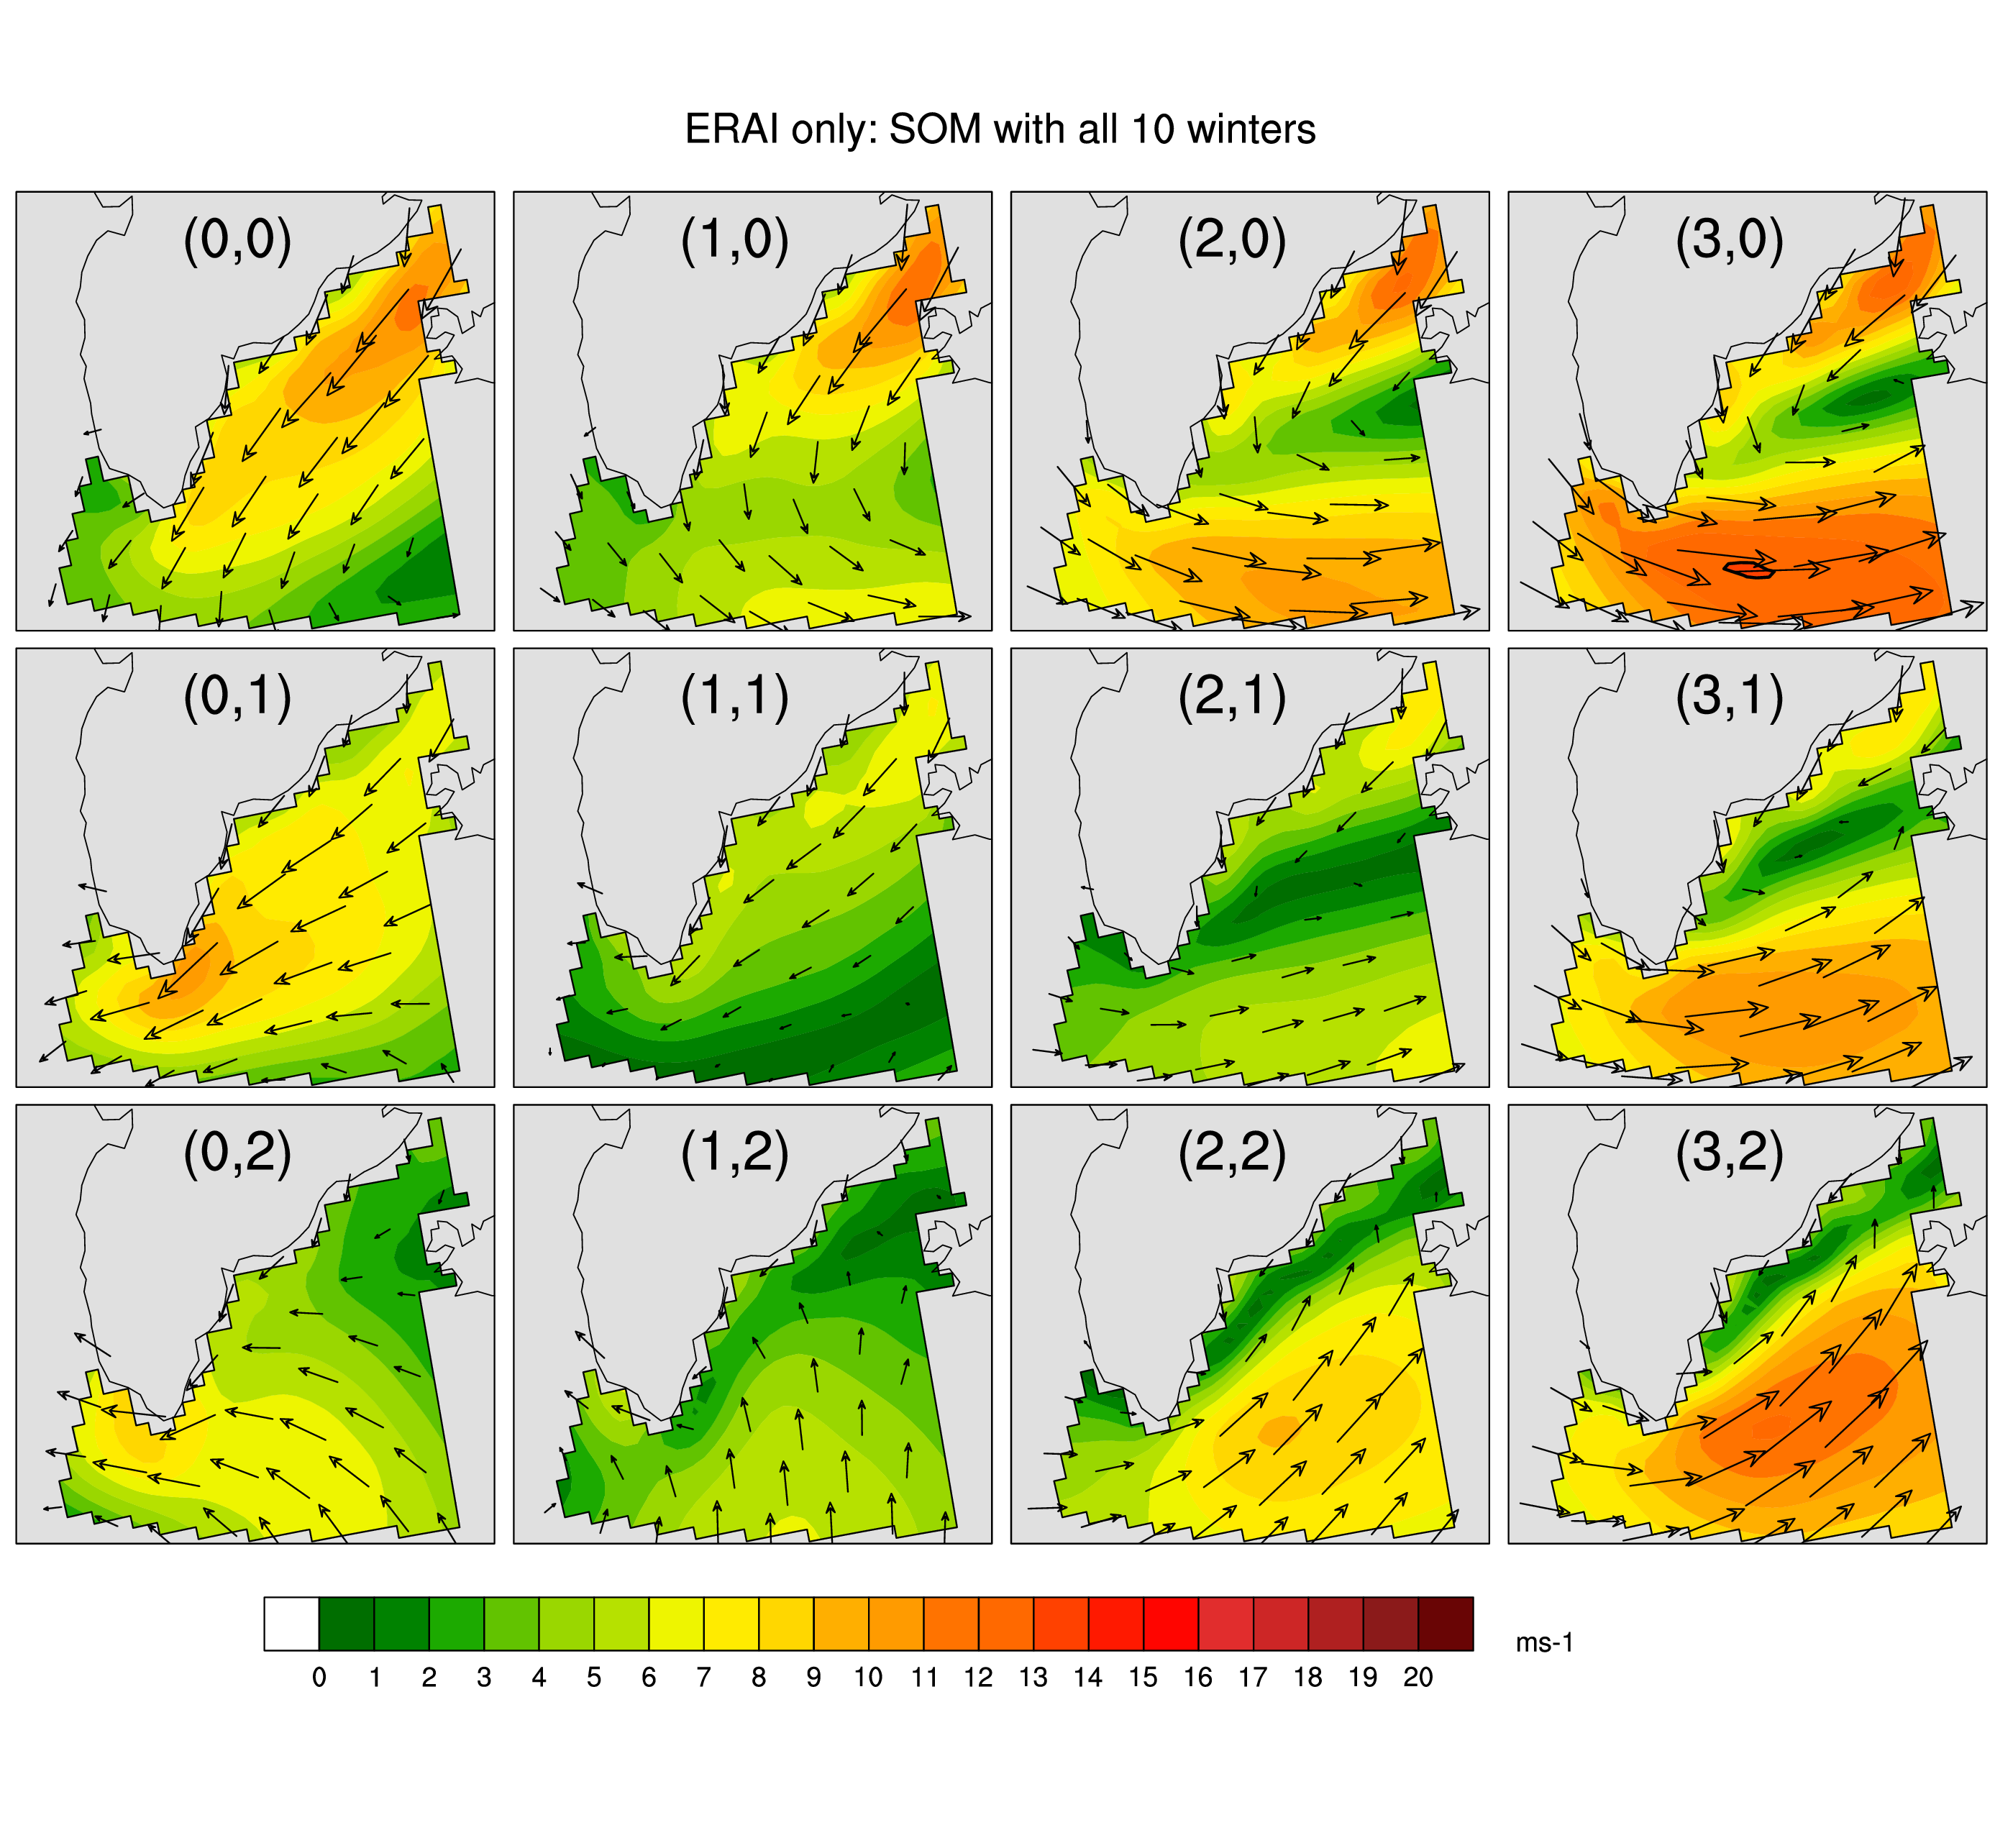 ERAI only: SOM with all 10 winters
(0,0) (1,0) (2,0) (3,0)
(0,1) (1,1) (2,1) (3,1)
(0,2) (1,2) (2,2) (3,2)
ms-1
0 1 2 3 4 5 6 7 8 9 10 11 12 13 14 15 16 17 18 19 20